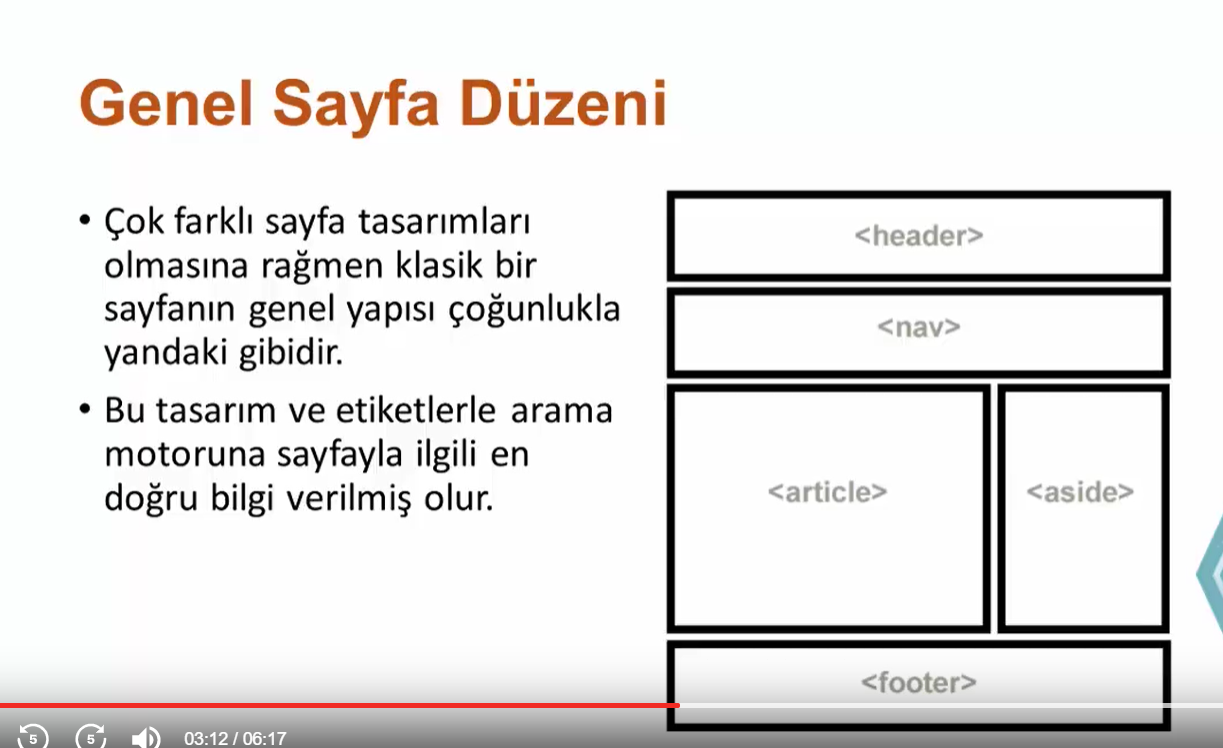 Genel Sayfa Düzeni
• Çok farklı sayfa tasarımları
olmasına rağmen klasik bir
sayfanın genel yapısı çoğunlukla
yandaki gibidir.
• Bu tasarım ve etiketlerle arama
motoruna sayfayla ilgili en
doğru bilgi verilmiş olur.
<header>
<nav>
<article>
<aside>
<footer>
5
5
03:12 / 06:17